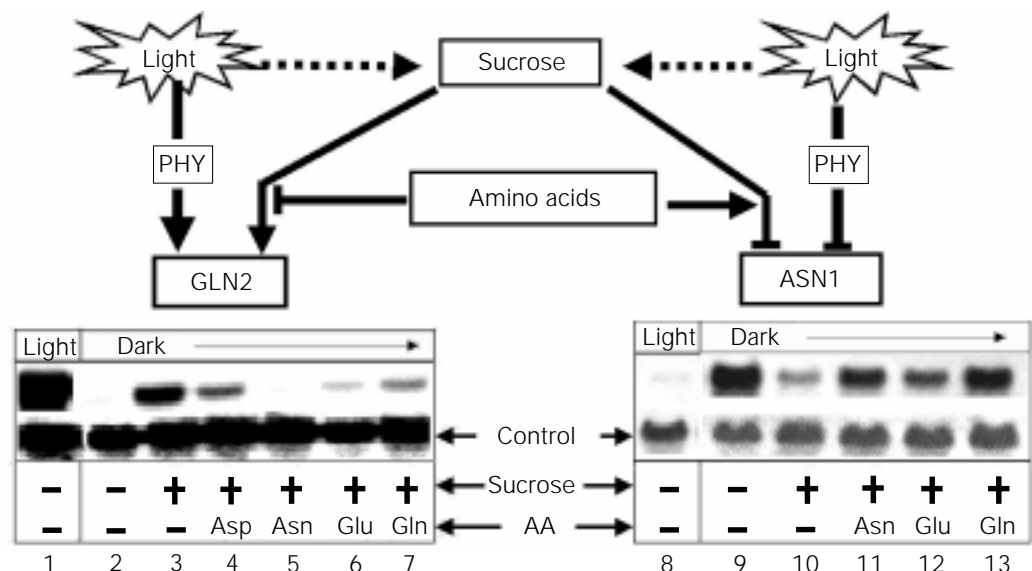 Light Sucrose Light
PHY PHY
Amino acids
GLN2 ASN1
Light Dark Light Dark
Control
− − + + + + + Sucrose − − + + + +
− − − Asp Asn Glu Gln AA − − − Asn Glu Gln
1 2 3 4 5 6 7 8 9 10 11 12 13